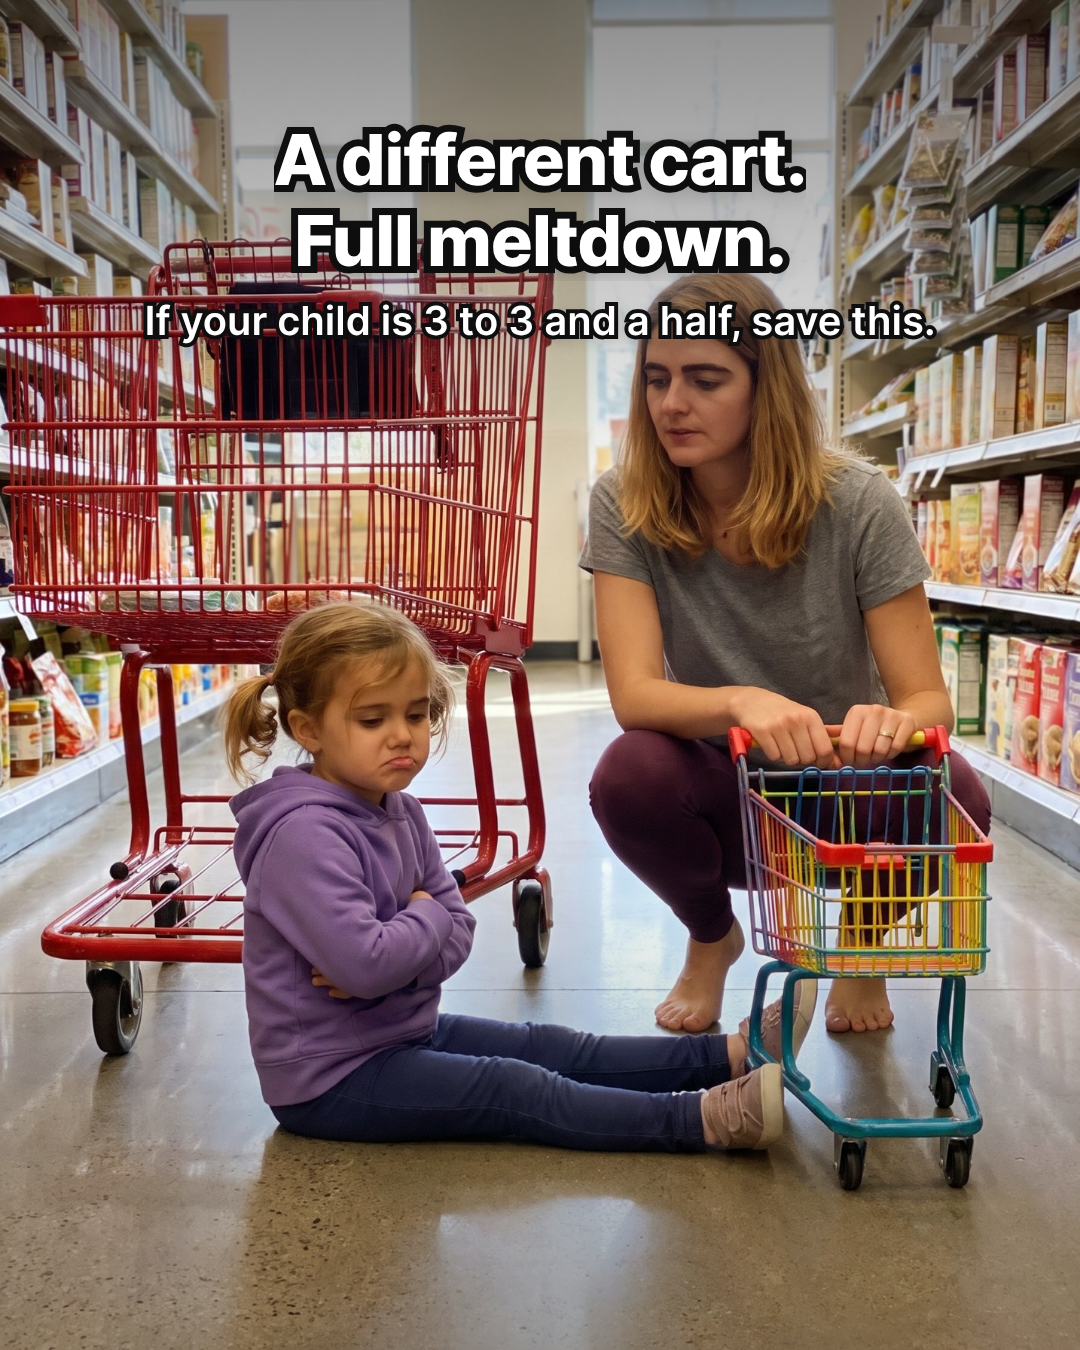 A different cart.
Full meltdown.
If your child is 3 to 3 and a half, save this.